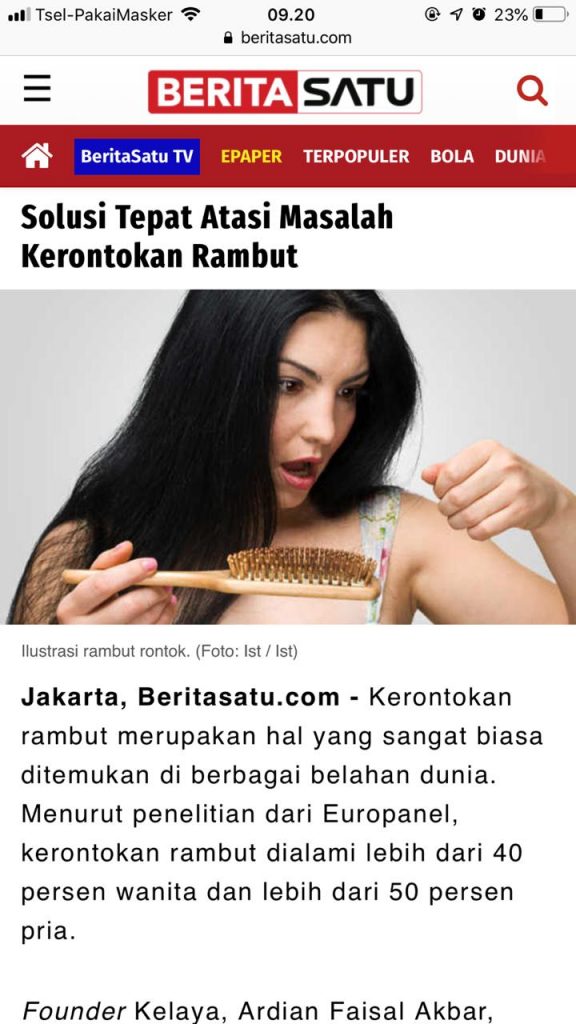 Tsel-PakaiMasker 09.20 23%
beritasatu.com
BERITA SATU
BeritaSatu TV EPAPER TERPOPULER BOLA DUNIA
Solusi Tepat Atasi Masalah
Kerontokan Rambut
Ilustrasi rambut rontok. (Foto: Ist / Ist)
Jakarta, Beritasatu.com - Kerontokan
rambut merupakan hal yang sangat biasa
ditemukan di berbagai belahan dunia.
Menurut penelitian dari Europanel,
kerontokan rambut dialami lebih dari 40
persen wanita dan lebih dari 50 persen
pria.
Founder Kelaya, Ardian Faisal Akbar,